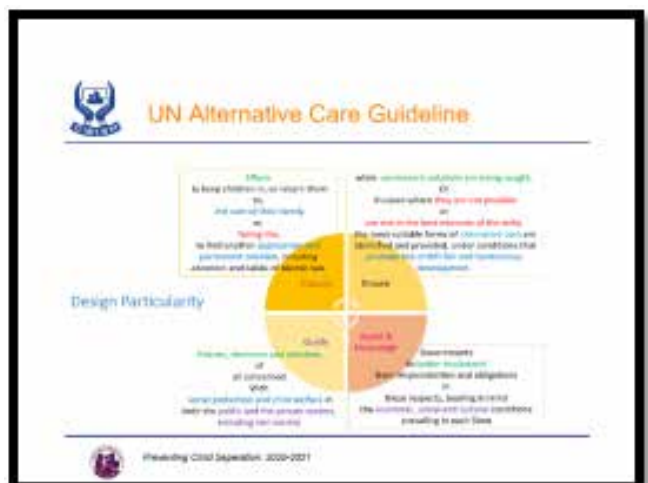 UN Alternative Care Guideline
Efforts
to keep children in, or return them
to,
the care of their family
or
failing this,
to find another appropriate and
permanent solution, including
adoption and kafala of Islamic law
while permanent solutions are being sought,
Or
in cases where they are not possible
or
are not in the best interests of the child,
the most suitable forms of alternative care are
identified and provided, under conditions that
promote the child's full and harmonious
development
Support
Ensure
Design Particularity
Guide
Assist &
Encourage
Policies, decisions and activities
of
all concerned
With
social protection and child welfare in
both the public and the private sectors,
including civil society
Governments
their responsibilities and obligations
in
these respects, bearing in mind
the economic, social and cultural conditions
prevailing in each State
Preventing Child Separation: 2020-2021